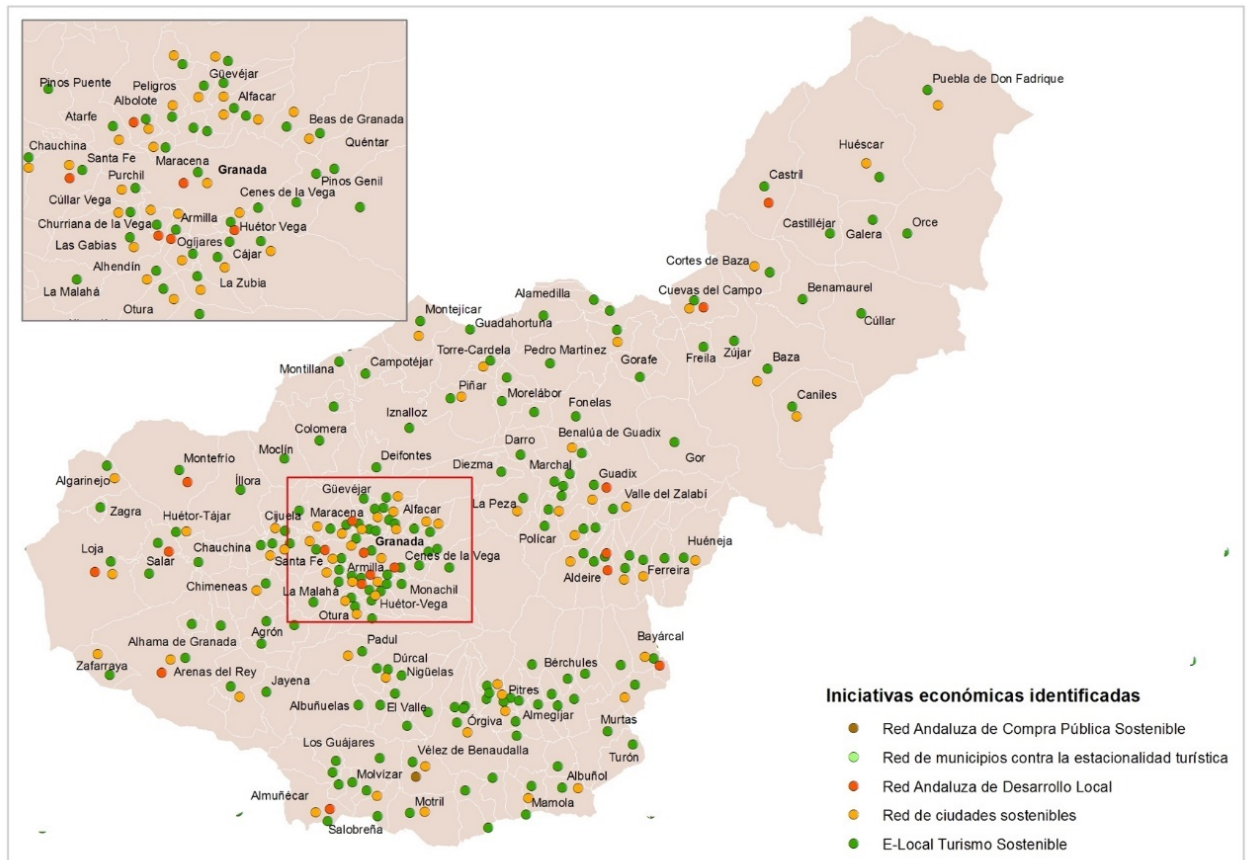 Güevéjar
Pinos Puente
Peligros
Albolote
Alfacar
Atarfe
Beas de Granada
Quéntar
Chauchina
Santa Fe
Maracena
Granada
Purchil
Pinos Genil
Cenes de la Vega
Cúllar Vega
Churriana de la Vega
Armilla
Huétor Vega
Las Gabias
Ogíjares
Cájar
Alhendín
La Zubia
La Malahá
Otura
Puebla de Don Fadrique
Huéscar
Castril
Castilléjar
Galera
Orce
Cortes de Baza
Cuevas del Campo
Benamaurel
Cúllar
Alamedilla
Montejícar
Guadahortuna
Torre-Cardela
Pedro Martínez
Gorafe
Freila
Zújar
Baza
Montillana
Campotéjar
Piñar
Morelábor
Caniles
Iznalloz
Fonelas
Colomera
Benalúa de Guadix
Moclín
Deifontes
Darro
Gor
Diezma
Marchal
Montefrío
Guadix
Algarinejo
Íllora
Güevéjar
Valle del Zalabí
Zagra
Maracena
Alfacar
La Peza
Huétor-Tájar
Cijuela
Polícar
Granada
Loja
Salar
Chauchina
Santa Fe
Cenes de la Vega
Huéneja
Armilla
Aldeire
Ferreira
Chimeneas
La Malahá
Monachil
Huétor-Vega
Otura
Agrón
Alhama de Granada
Padul
Bayárcal
Zafarraya
Arenas del Rey
Dúrcal
Nigüelas
Bérchules
Jayena
Pitres
Albuñuelas
El Valle
Almegíjar
Órgiva
Murtas
Los Guájares
Vélez de Benaudalla
Turón
Molvízar
Albuñol
Almuñécar
Motril
Mamola
Salobreña
Iniciativas económicas identificadas
Red Andaluza de Compra Pública Sostenible
Red de municipios contra la estacionalidad turística
Red Andaluza de Desarrollo Local
Red de ciudades sostenibles
E-Local Turismo Sostenible